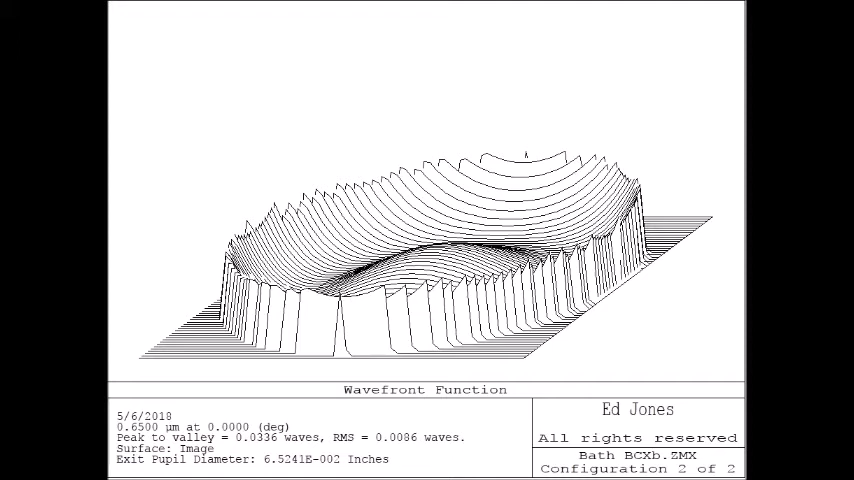 Wavefront Function
5/6/2018
0.6500 µm at 0.0000 (deg)
Peak to valley = 0.0336 waves, RMS = 0.0086 waves.
Surface: Image
Exit Pupil Diameter: 6.5241E-002 Inches
Ed Jones
All rights reserved
Bath BCXb.ZMX
Configuration 2 of 2